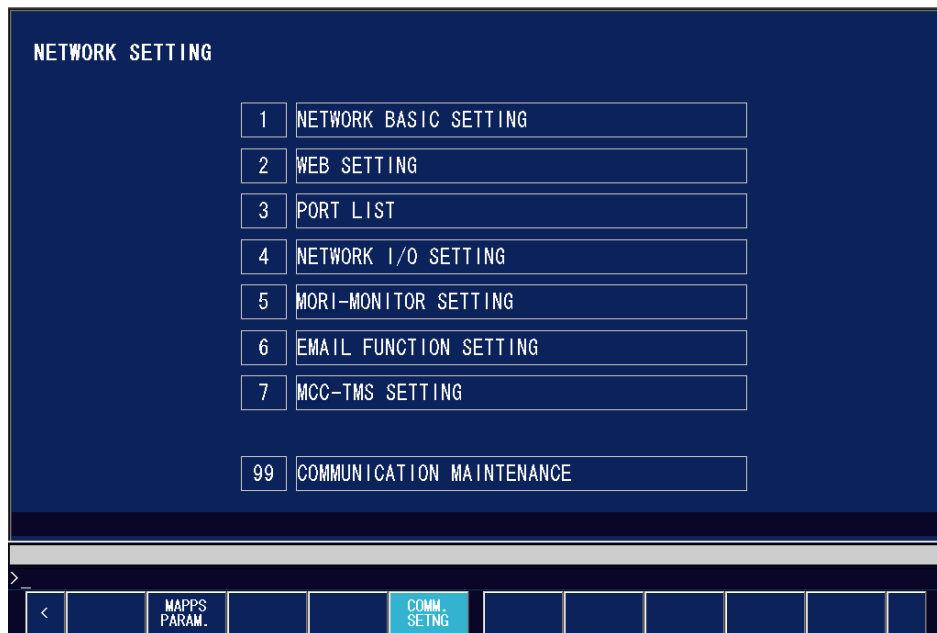 NETWORK SETTING
1 NETWORK BASIC SETTING
2 WEB SETTING
3 PORT LIST
4 NETWORK I/O SETTING
5 MORI-MONITOR SETTING
6 EMAIL FUNCTION SETTING
7 MCC-TMS SETTING
99 COMMUNICATION MAINTENANCE
>_
< MAPPS COMM.
PARAM. SETNG